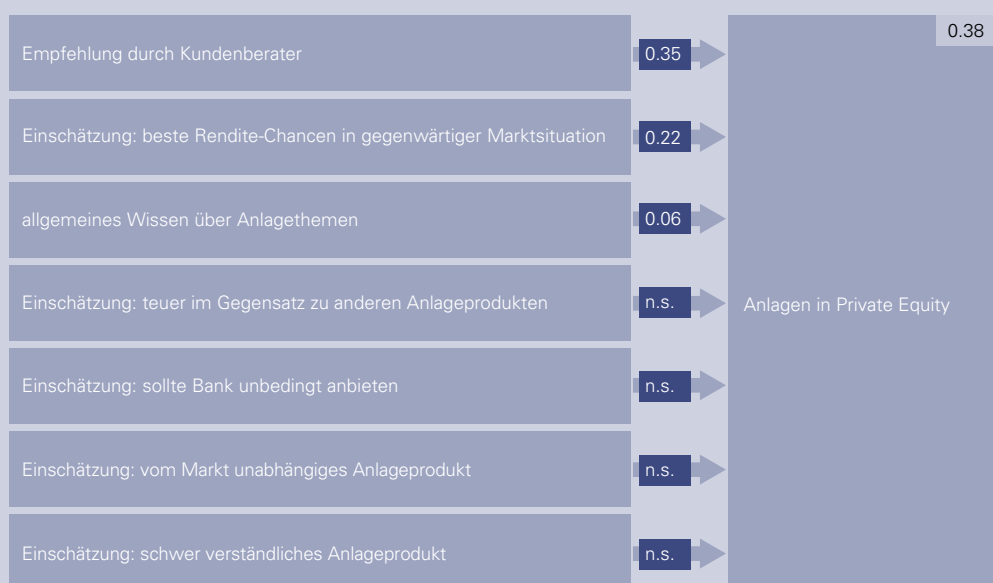 0.38
Empfehlung durch Kundenberater
0.35
Einschätzung: beste Rendite-Chancen in gegenwärtiger Marktsituation
0.22
allgemeines Wissen über Anlagethemen
0.06
Einschätzung: teuer im Gegensatz zu anderen Anlageprodukten
n.s.
Anlagen in Private Equity
Einschätzung: sollte Bank unbedingt anbieten
n.s.
Einschätzung: vom Markt unabhängiges Anlageprodukt
n.s.
Einschätzung: schwer verständliches Anlageprodukt
n.s.